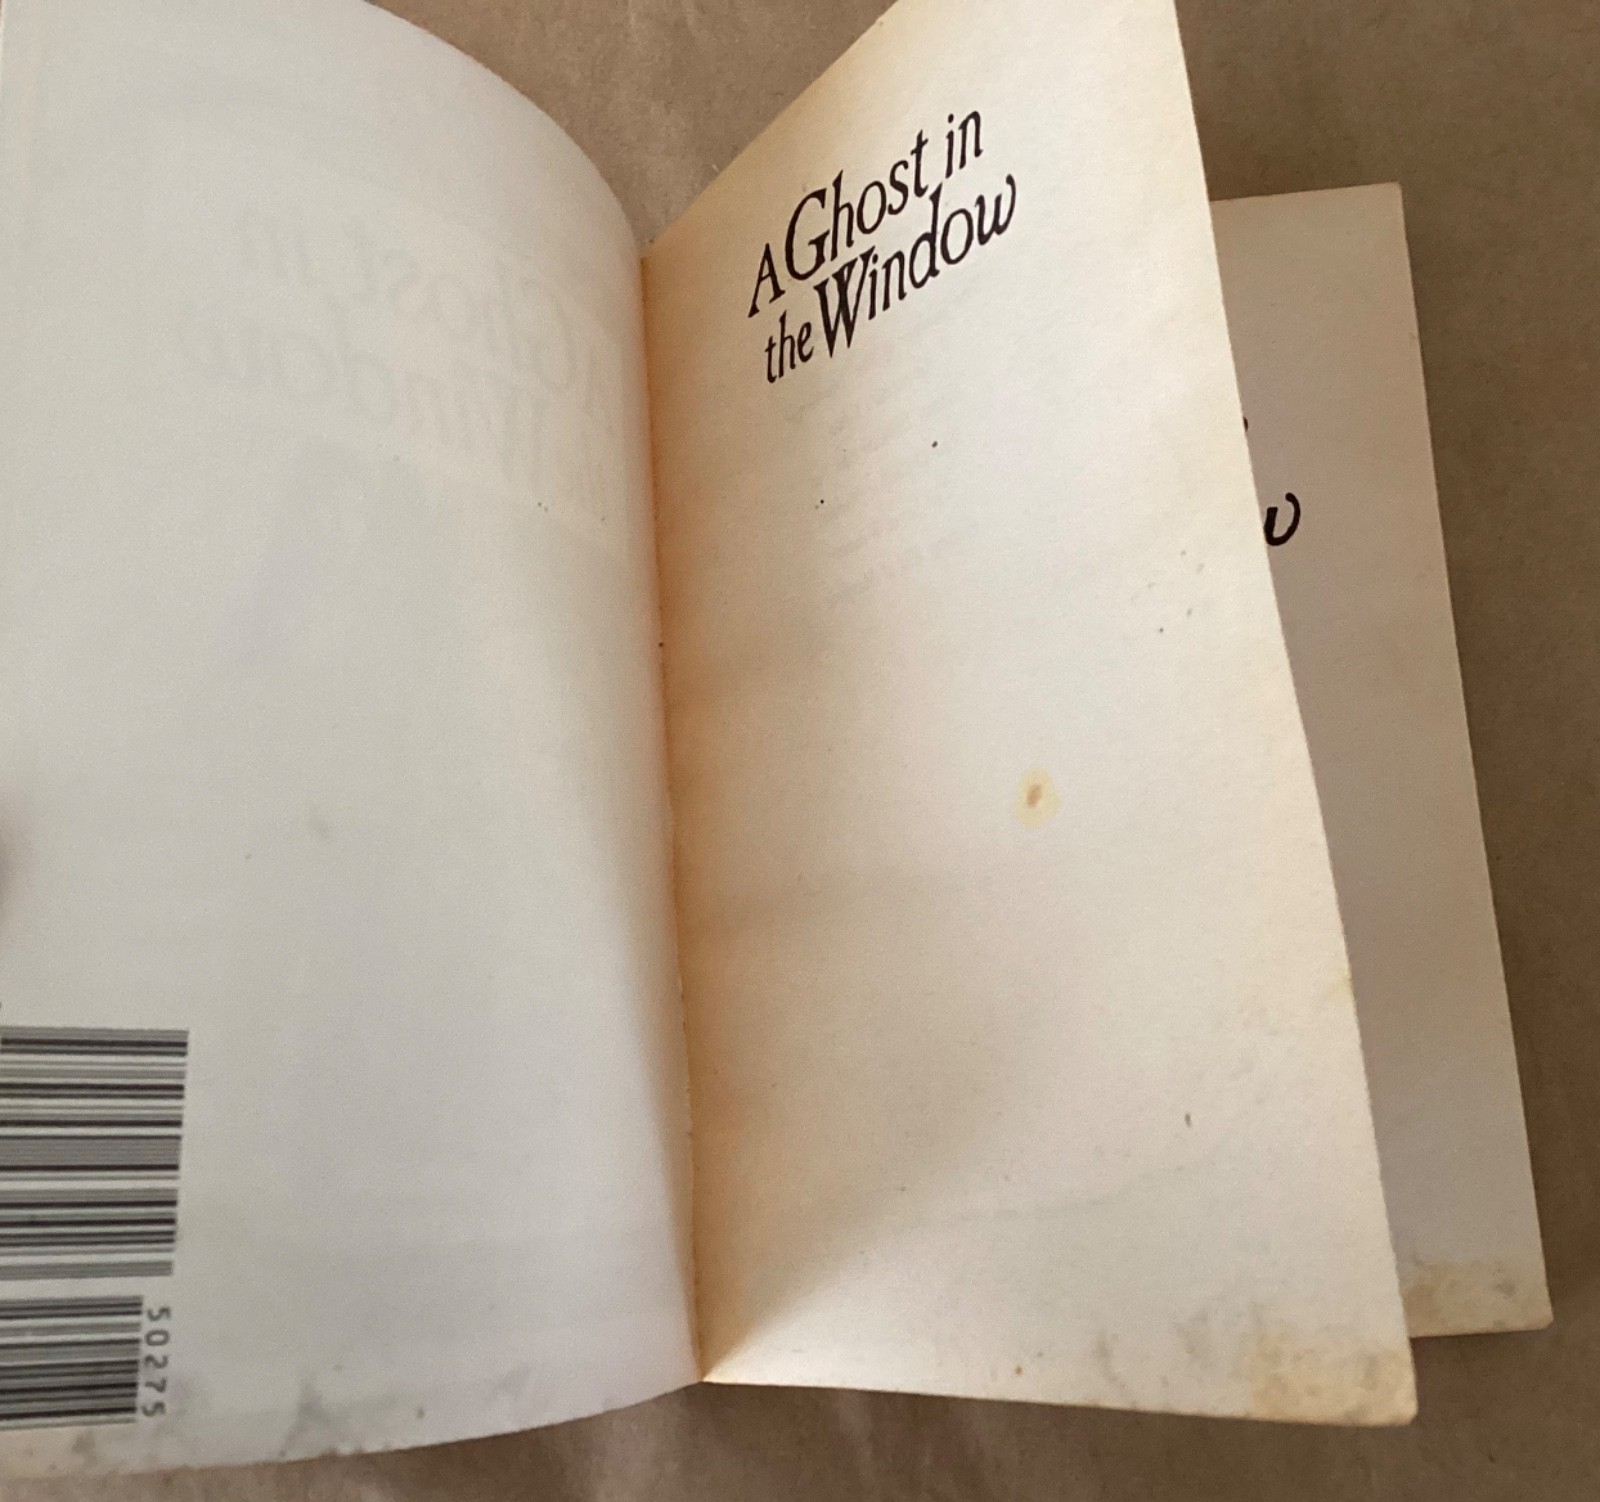 A Ghost in
the Window
50275